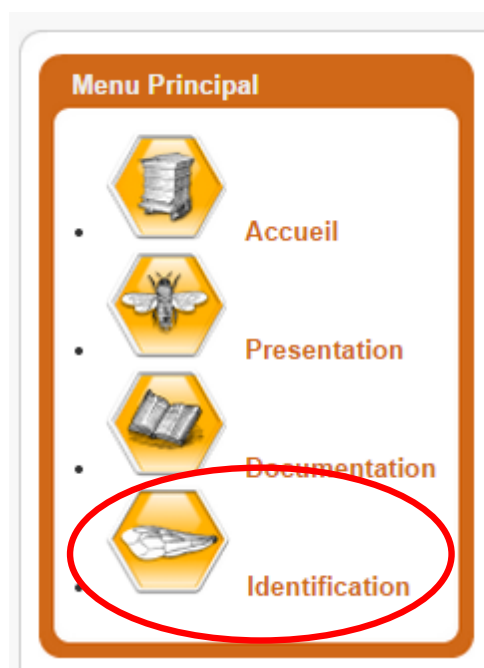 Menu Principal
Accueil
Presentation
Documentation
Identification